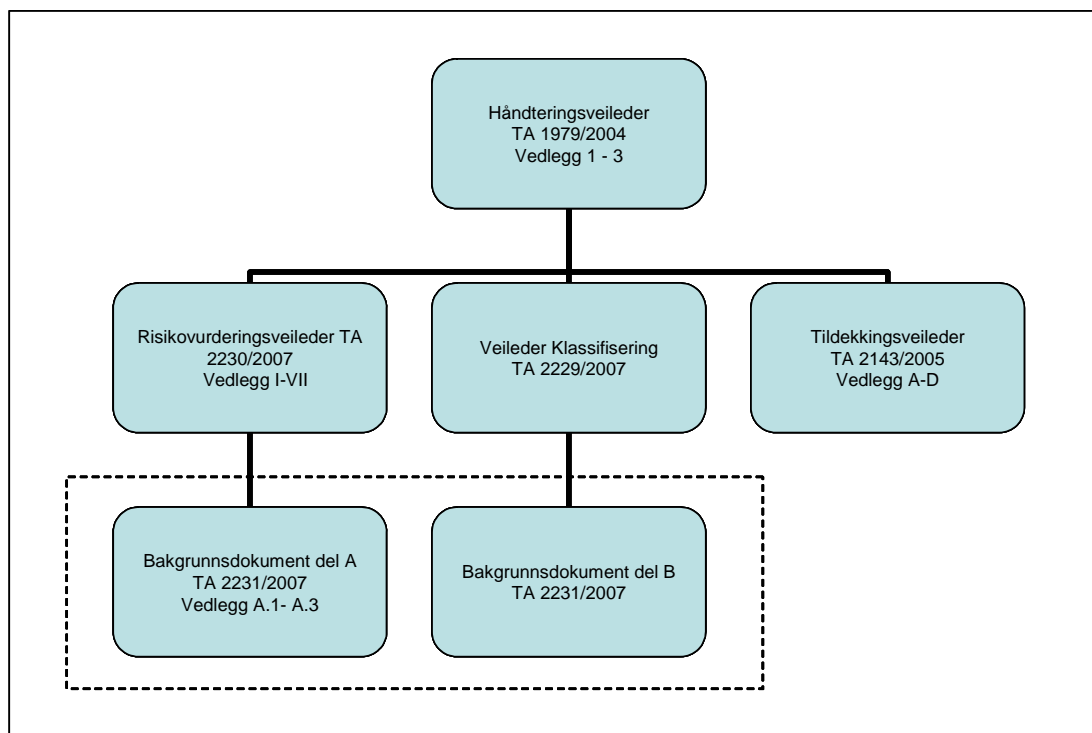 Håndteringsveileder
TA 1979/2004
Vedlegg 1 - 3
Risikovurderingsveileder TA
2230/2007
Vedlegg I-VII
Veileder Klassifisering
TA 2229/2007
Tildekkingsveileder
TA 2143/2005
Vedlegg A-D
Bakgrunnsdokument del A
TA 2231/2007
Vedlegg A.1- A.3
Bakgrunnsdokument del B
TA 2231/2007